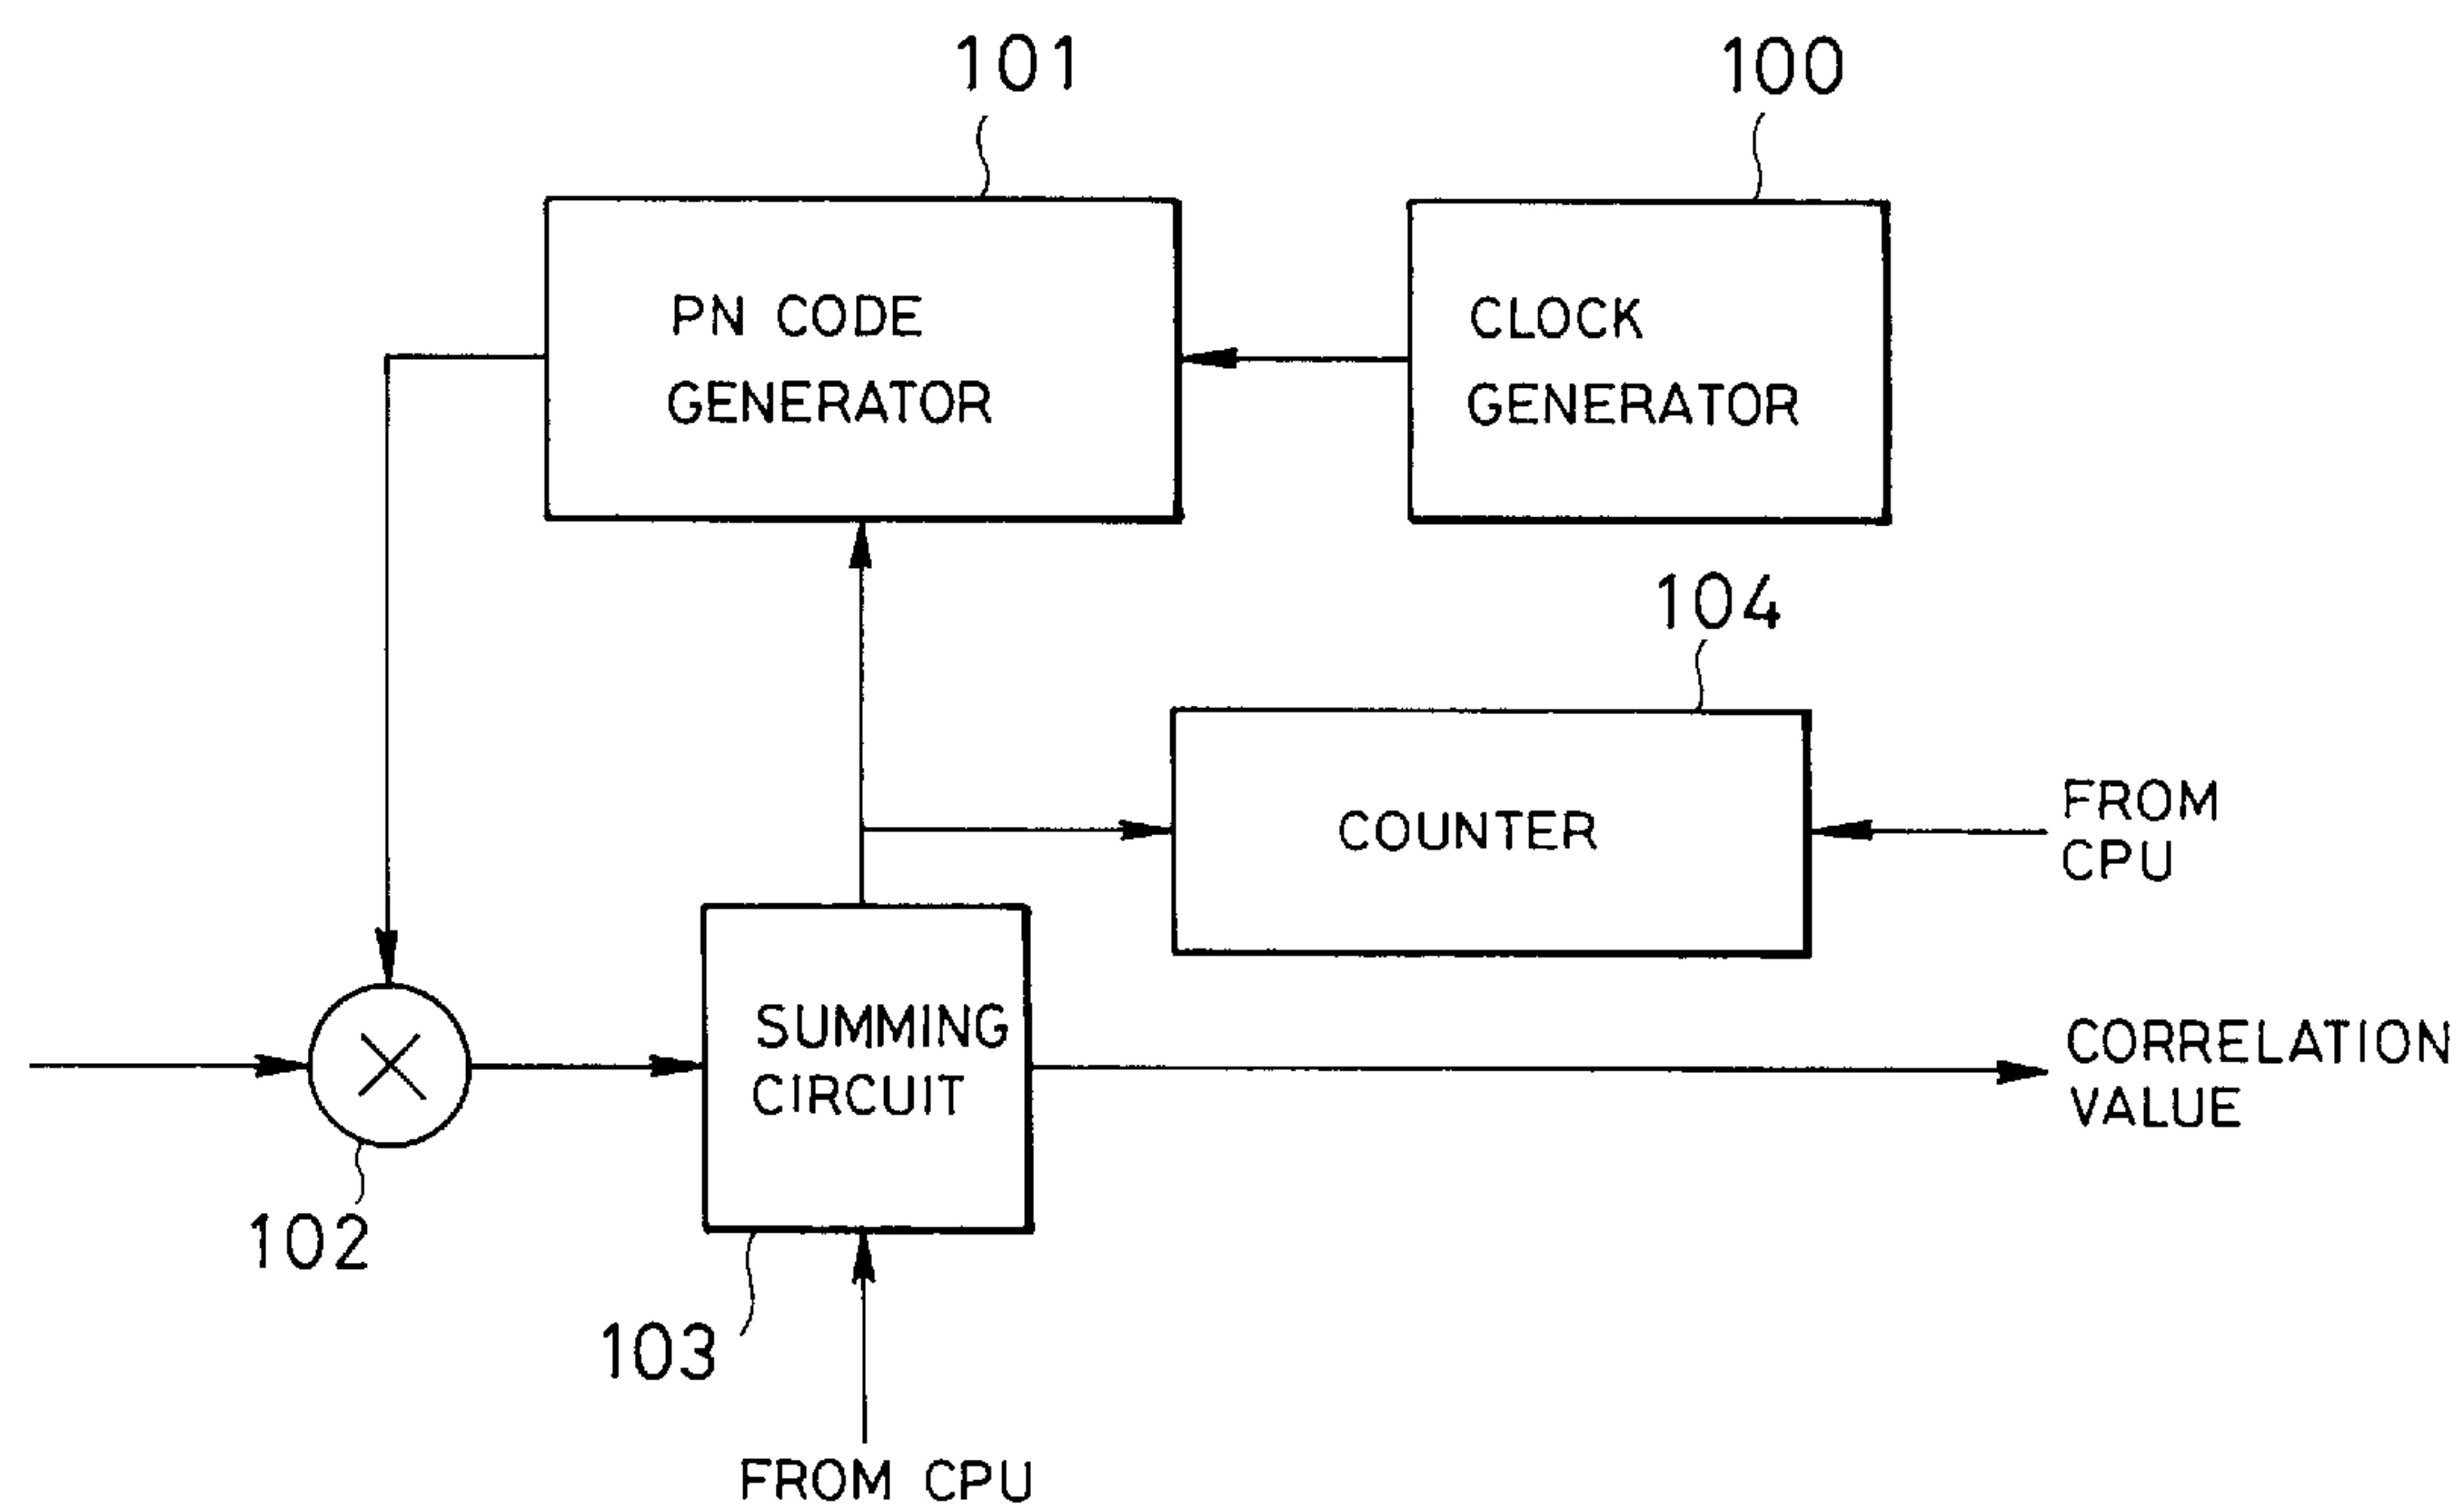 101
100
PN CODE
GENERATOR
CLOCK
GENERATOR
104
COUNTER
FROM
CPU
SUMMING
CIRCUIT
CORRELATION
VALUE
102
103
FROM CPU